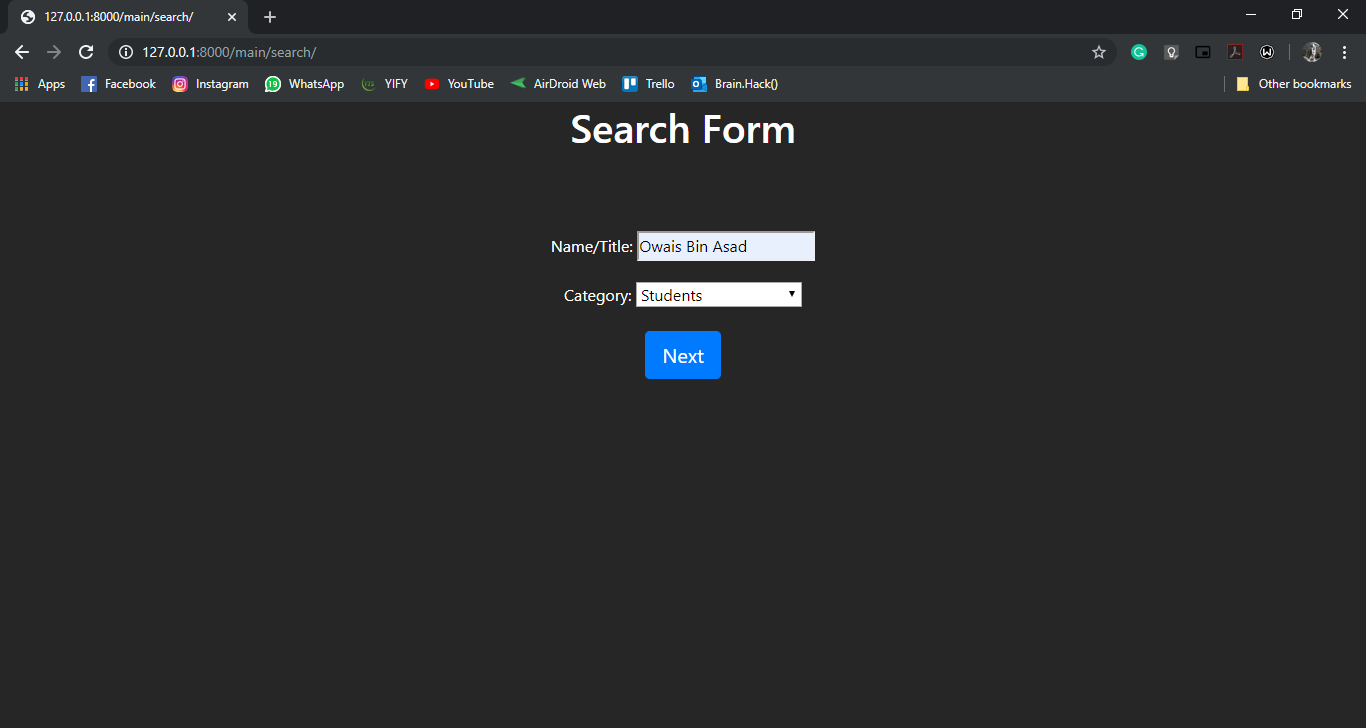 127.0.0.1:8000/main/search/
127.0.0.1:8000/main/search/
Apps Facebook Instagram 19 WhatsApp YIFY YouTube AirDroid Web Trello Brain.Hack() Other bookmarks
Search Form
Name/Title: Owais Bin Asad
Category: Students
Next